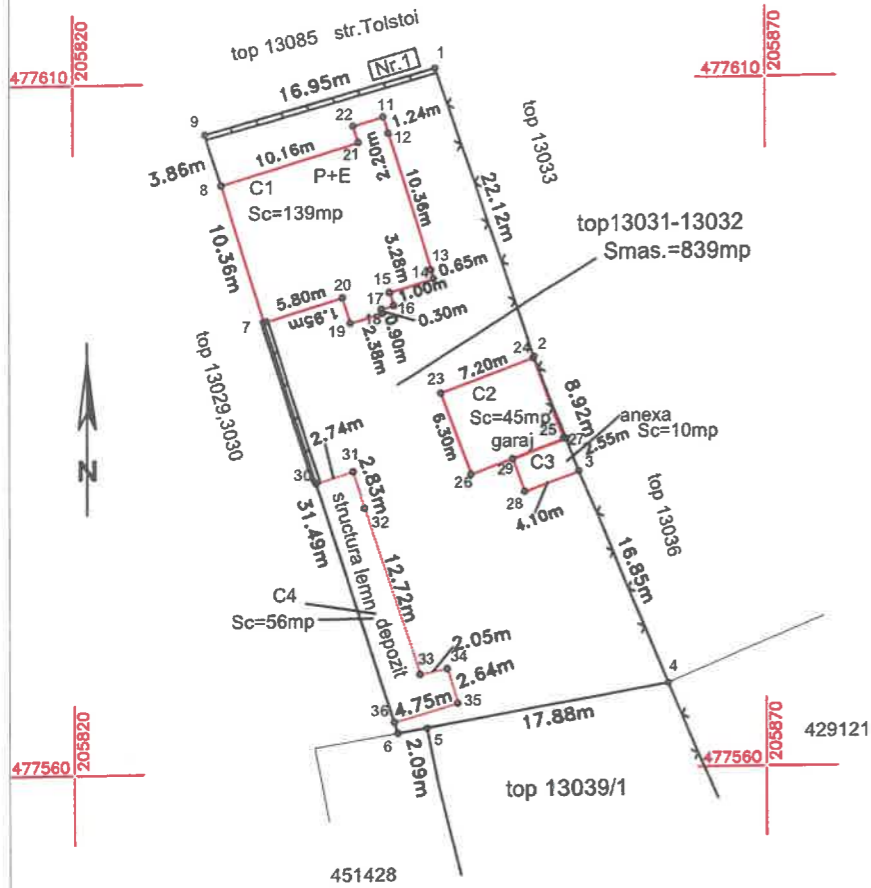 top 13085 str.Tolstoi
1
477610
205820
477610
205870
16.95m
Nr.1
9
22
11
1.24m
12
21
2.20m
3.86m
8
10.16m
P+E
C1
Sc=139mp
top 13033
22.12m
10.36m
10.36m
top13031-13032
Smas.=839mp
3.28m
13
14
0.65m
15
1.00m
16
17
0.30m
18
0.90m
20
5.80m
1.95m
19
2.38m
7
top 13029,3030
24
2
7.20m
23
C2
Sc=45mp
garaj
8.92m
6.30m
25
27
anexa
Sc=10mp
2.55m
29
C3
3
26
28
4.10m
N
2.74m
31
30
2.83m
32
31.49m
structura lemn, depozit
12.72m
top 13036
16.85m
C4
Sc=56mp
33
2.05m
34
2.64m
35
4.75m
36
6
5
2.09m
17.88m
4
477560
205820
477560
205870
429121
top 13039/1
451428